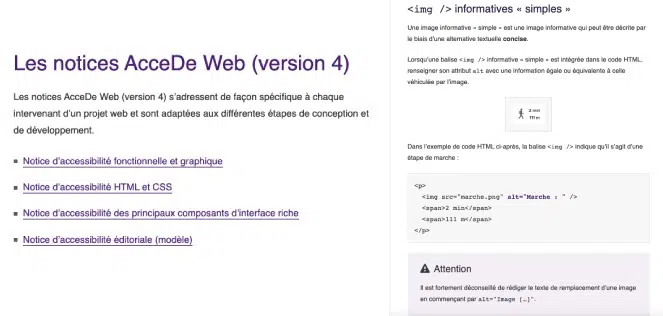 Les notices AcceDe Web (version 4)
Les notices AcceDe Web (version 4) s’adressent de façon spécifique à chaque
intervenant d’un projet web et sont adaptées aux différentes étapes de conception et
de développement.
Notice d’accessibilité fonctionnelle et graphique
Notice d’accessibilité HTML et CSS
Notice d’accessibilité des principaux composants d’interface riche
Notice d’accessibilité éditoriale (modèle)
<img /> informatives « simples »
Une image informative « simple » est une image informative qui peut être décrite par
le biais d’une alternative textuelle concise.
Lorsqu’une balise <img /> informative « simple » est intégrée dans le code HTML,
renseigner son attribut alt avec une information égale ou équivalente à celle
véhiculée par l’image.
2 min
111 m
Dans l’exemple de code HTML ci-après, la balise <img /> indique qu’il s’agit d’une
étape de marche :
<p>
<img src="marche.png" alt="Marche : " />
<span>2 min</span>
<span>111 m</span>
</p>
Attention
Il est fortement déconseillé de rédiger le texte de remplacement d’une image
en commençant par alt="Image […]".